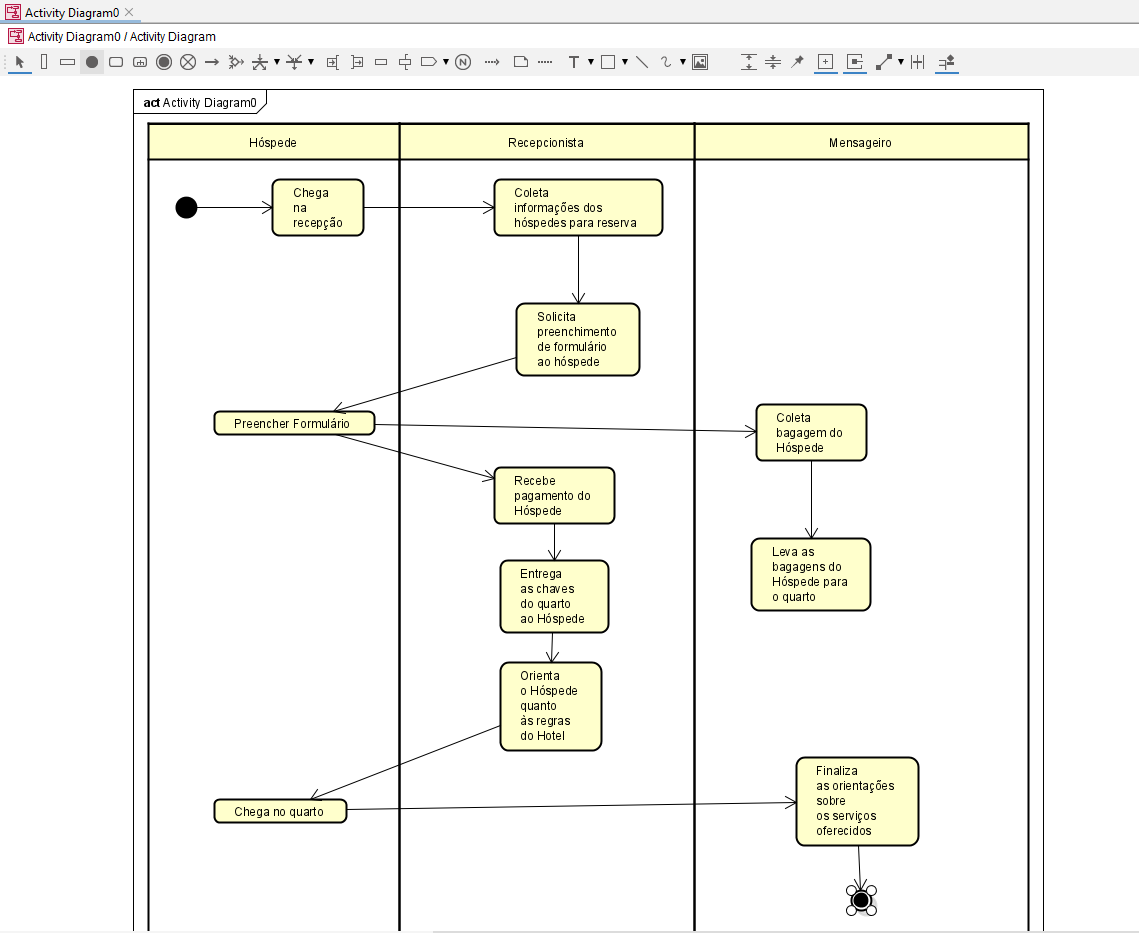 Activity Diagram0
Activity Diagram0 / Activity Diagram
N
T
act Activity Diagram0
Hóspede
Recepcionista
Mensageiro
Chega
na
recepção
Coleta
informações dos
hóspedes para reserva
Solicita
preenchimento
de formulário
ao hóspede
Preencher Formulário
Coleta
bagagem do
Hóspede
Recebe
pagamento do
Hóspede
Leva as
bagagens do
Hóspede para
o quarto
Entrega
as chaves
do quarto
ao Hóspede
Orienta
o Hóspede
quanto
às regras
do Hotel
Chega no quarto
Finaliza
as orientações
sobre
os serviços
oferecidos